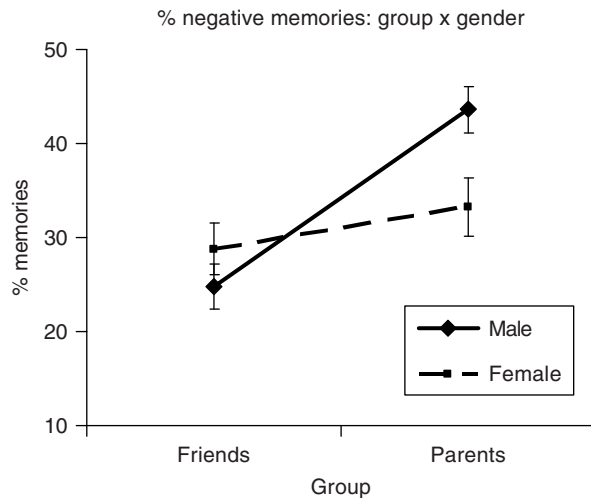 % negative memories: group x gender
50
40
30
20
10
% memories
Male
Female
Friends
Parents
Group